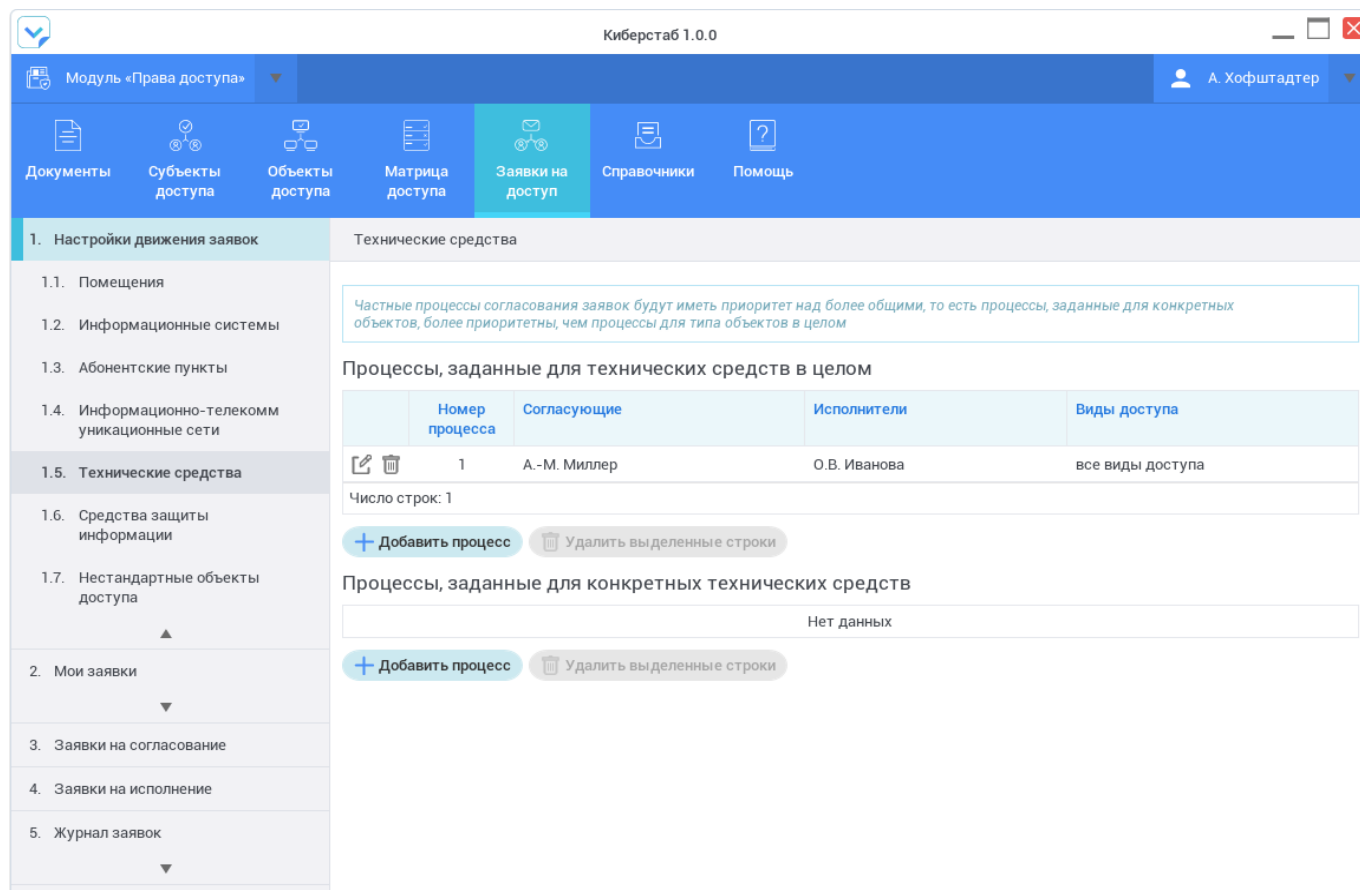 Киберстаб 1.0.0
Модуль «Права доступа»
А. Хофштадтер
Документы
Субъекты
доступа
Объекты
доступа
Матрица
доступа
Заявки на
доступ
Справочники
Помощь
1. Настройки движения заявок
1.1. Помещения
1.2. Информационные системы
1.3. Абонентские пункты
1.4. Информационно-телекомм
уникационные сети
1.5. Технические средства
1.6. Средства защиты
информации
1.7. Нестандартные объекты
доступа
2. Мои заявки
3. Заявки на согласование
4. Заявки на исполнение
5. Журнал заявок
Технические средства
Частные процессы согласования заявок будут иметь приоритет над более общими, то есть процессы, заданные для конкретных
объектов, более приоритетны, чем процессы для типа объектов в целом
Процессы, заданные для технических средств в целом
Номер
процесса
Согласующие
Исполнители
Виды доступа
1 А.-М. Миллер О.В. Иванова все виды доступа
Число строк: 1
Добавить процесс Удалить выделенные строки
Процессы, заданные для конкретных технических средств
Нет данных
Добавить процесс Удалить выделенные строки